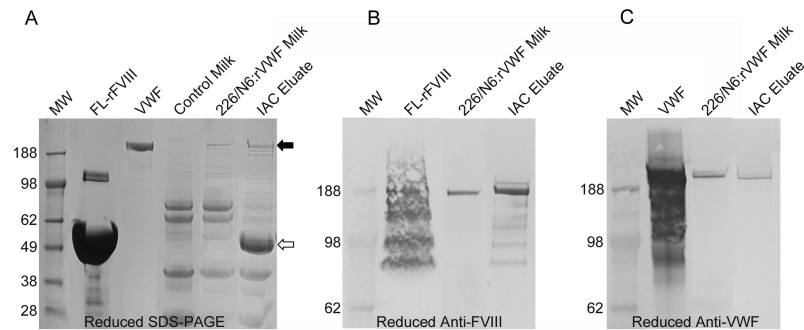 A
B
C
MW
FL-rFVIII
VWF
Control Milk
226/N6:rVWF Milk
IAC Eluate
188
98
62
49
38
28
Reduced SDS-PAGE
MW
FL-rFVIII
226/N6:rVWF Milk
IAC Eluate
188
98
62
Reduced Anti-FVIII
MW
VWF
226/N6:rVWF Milk
IAC Eluate
188
98
62
Reduced Anti-VWF